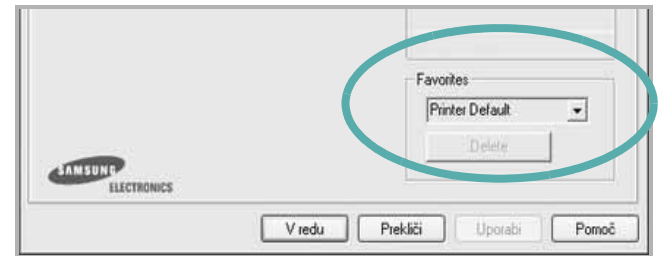 Favorites
Printer Default
Delete
SAMSUNG
ELECTRONICS
V redu Prekliči Uporabi Pomoč